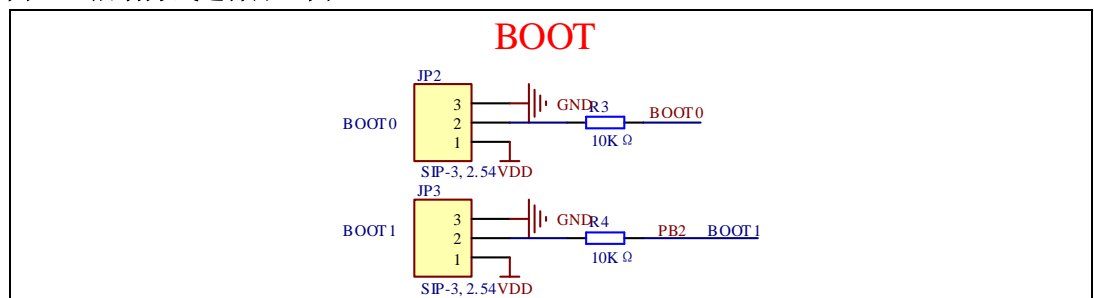 BOOT
JP2
3
GND
R3
BOOT0
BOOT0
2
10K Ω
1
SIP-3, 2.54
VDD
JP3
3
GND
R4
BOOT1
2
PB2
BOOT1
10K Ω
1
SIP-3, 2.54
VDD